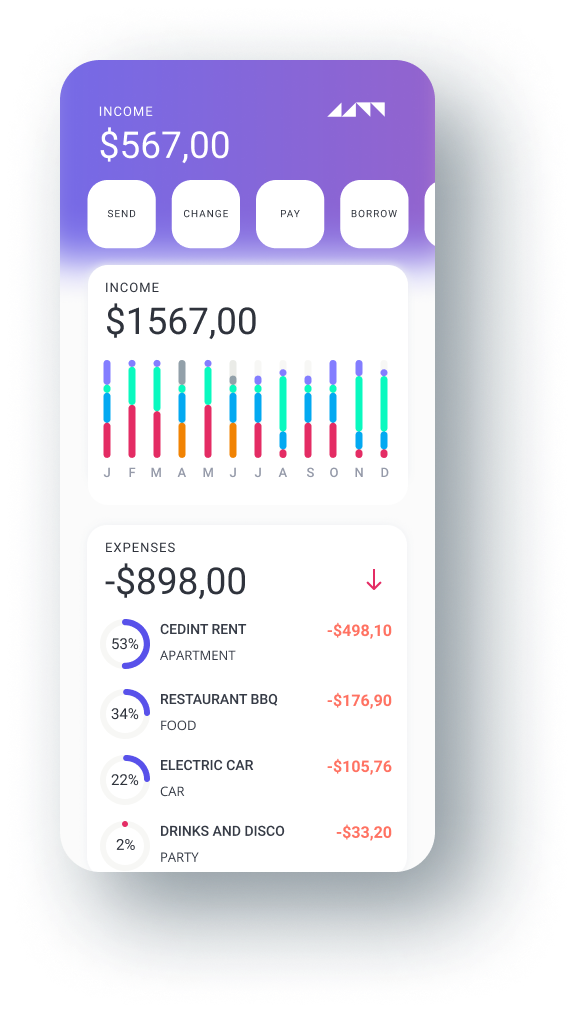 INCOME
$567,00
SEND CHANGE PAY BORROW
INCOME
$1567,00
J F M A M J J A S O N D
EXPENSES
-$898,00
53% CEDINT RENT -$498,10
APARTMENT
34% RESTAURANT BBQ -$176,90
FOOD
22% ELECTRIC CAR -$105,76
CAR
2% DRINKS AND DISCO -$33,20
PARTY